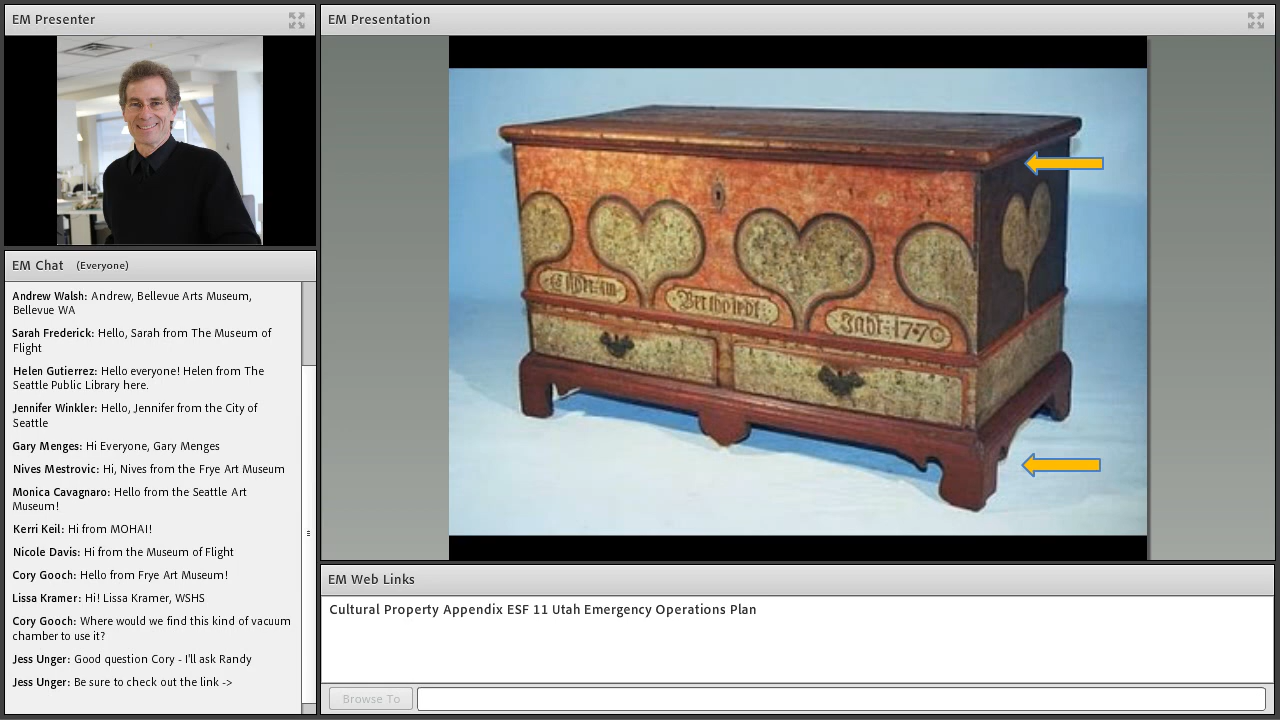 EM Presenter
EM Chat (Everyone)
Andrew Walsh: Andrew, Bellevue Arts Museum,
Bellevue WA
Sarah Frederick: Hello, Sarah from The Museum of
Flight
Helen Gutierrez: Hello everyone! Helen from The
Seattle Public Library here.
Jennifer Winkler: Hello, Jennifer from the City of
Seattle
Gary Menges: Hi Everyone, Gary Menges
Nives Mestrovic: Hi, Nives from the Frye Art Museum
Monica Cavagnaro: Hello from the Seattle Art
Museum!
Kerri Keil: Hi from MOHAI!
Nicole Davis: Hi from the Museum of Flight
Cory Gooch: Hello from Frye Art Museum!
Lissa Kramer: Hi! Lissa Kramer, WSHS
Cory Gooch: Where would we find this kind of vacuum
chamber to use it?
Jess Unger: Good question Cory - I'll ask Randy
Jess Unger: Be sure to check out the link ->
EM Presentation
1770
EM Web Links
Cultural Property Appendix ESF 11 Utah Emergency Operations Plan
Browse To